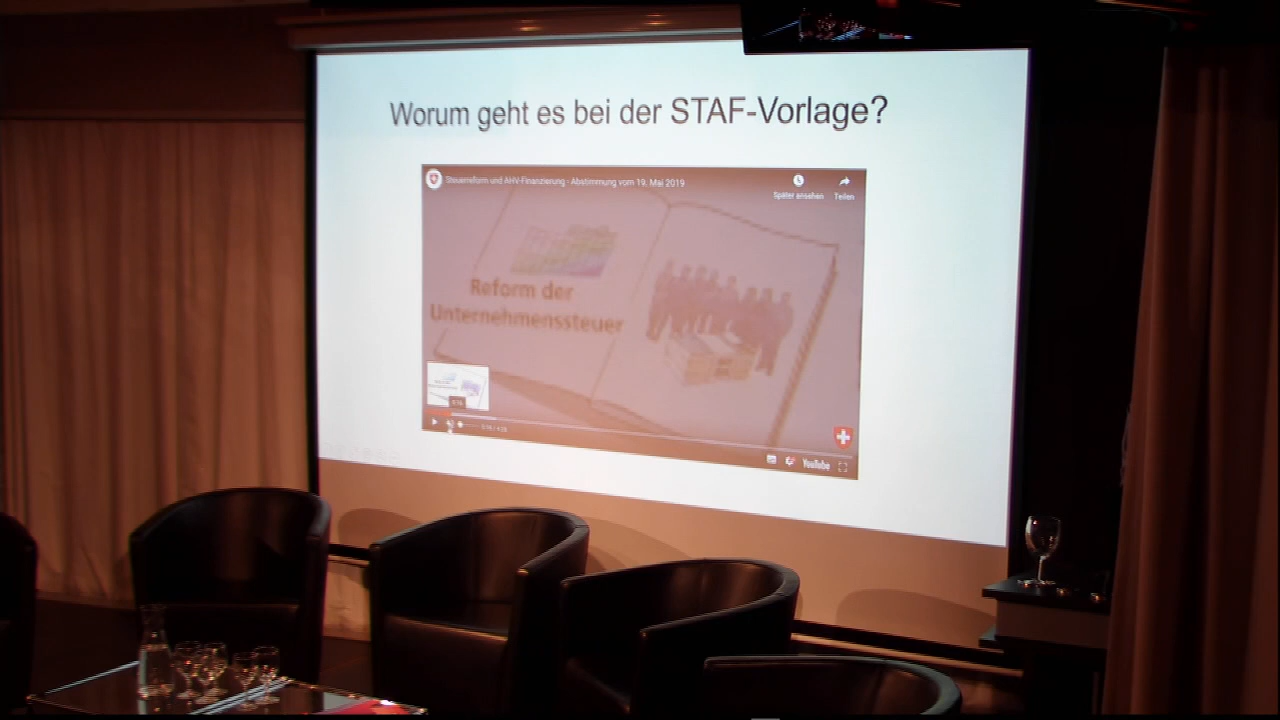 Worum geht es bei der STAF-Vorlage?
Steuerreform und AHV-Finanzierung - Abstimmung vom 19. Mai 2019
Später ansehen
Teilen
Reform der
Unternehmenssteuer
YouTube